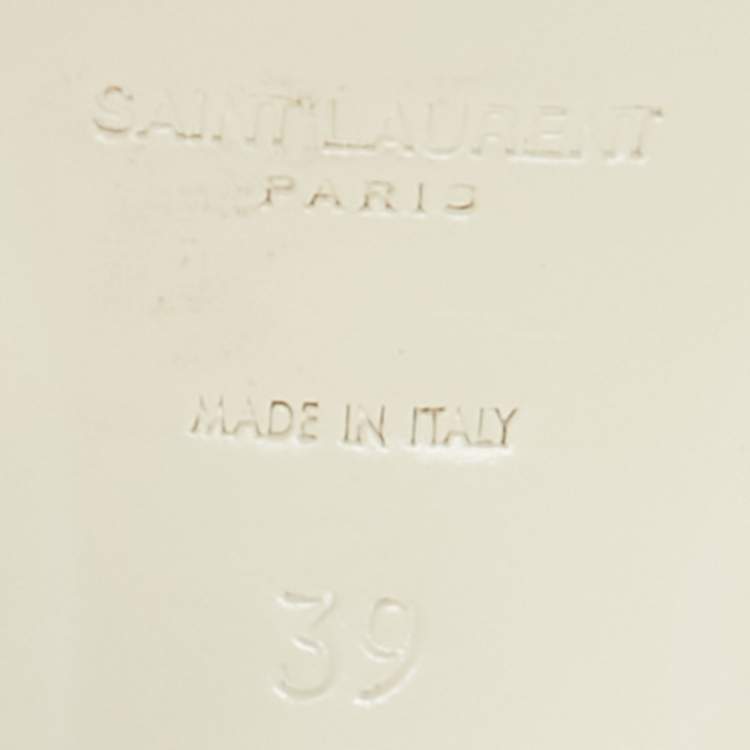 SAINT LAURENT
PARIS
MADE IN ITALY
39